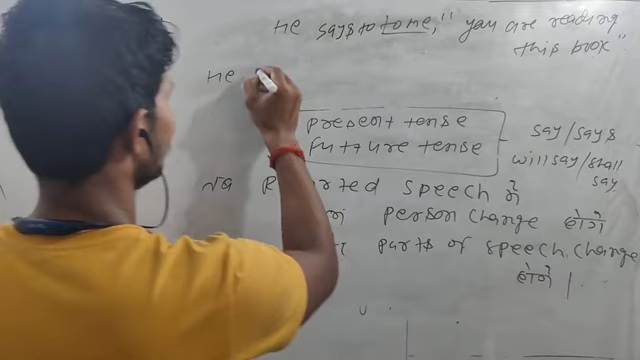 He says to to me, " you are reading
this book "
He
present tense
future tense
say/says
will say/shall
say
speech में
person change होगा
parts of speech. change
होगा |